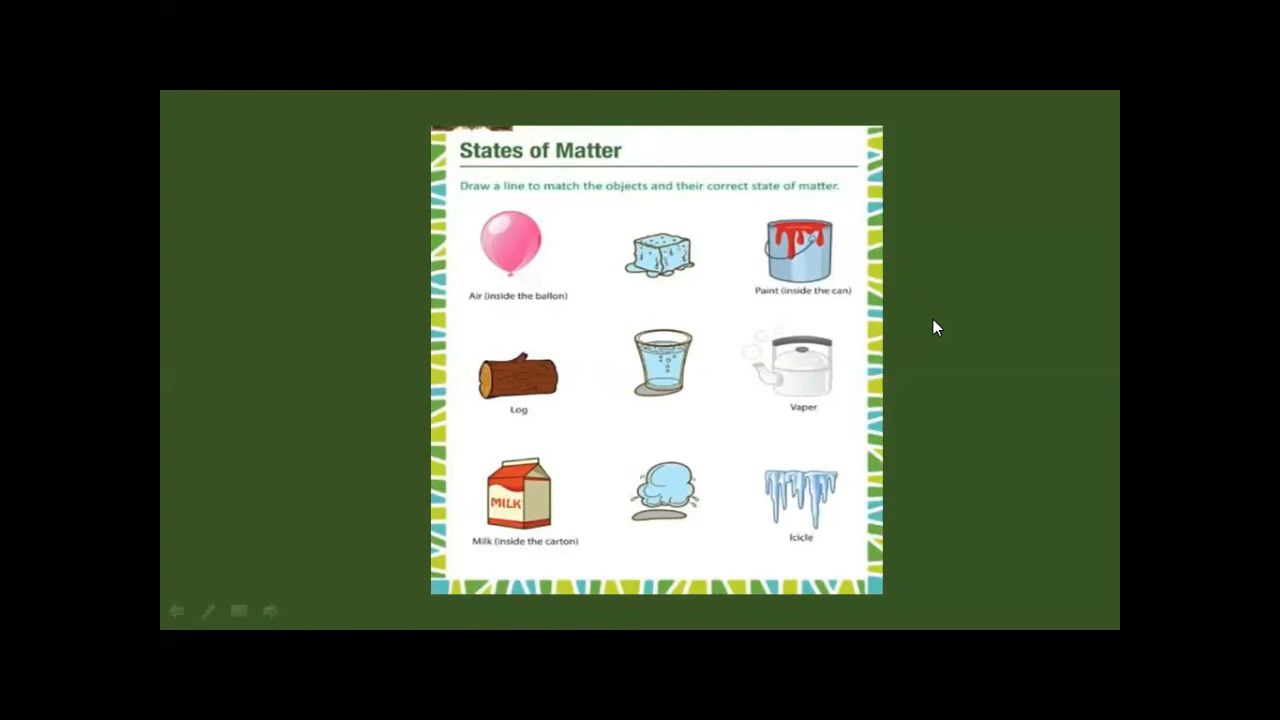 States of Matter
Draw a line to match the objects and their correct state of matter.
Air (inside the ballon)
Paint (inside the can)
Log
Vaper
MILK
Milk (inside the carton)
Icicle